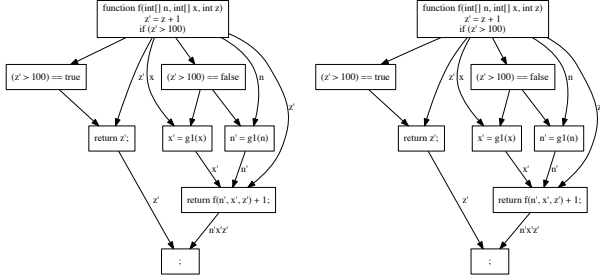 function f(int[] n, int[] x, int z)
z' = z + 1
if (z' > 100)
(z' > 100) == true
(z' > 100) == false
z'
x
n
z'
return z';
x' = g1(x)
n' = g1(n)
x'
n'
z'
return f(n', x', z') + 1;
n'x'z'
;
function f(int[] n, int[] x, int z)
z' = z + 1
if (z' > 100)
(z' > 100) == true
(z' > 100) == false
z'
x
n
z'
return z';
x' = g1(x)
n' = g1(n)
x'
n'
z'
return f(n', x', z') + 1;
n'x'z'
;